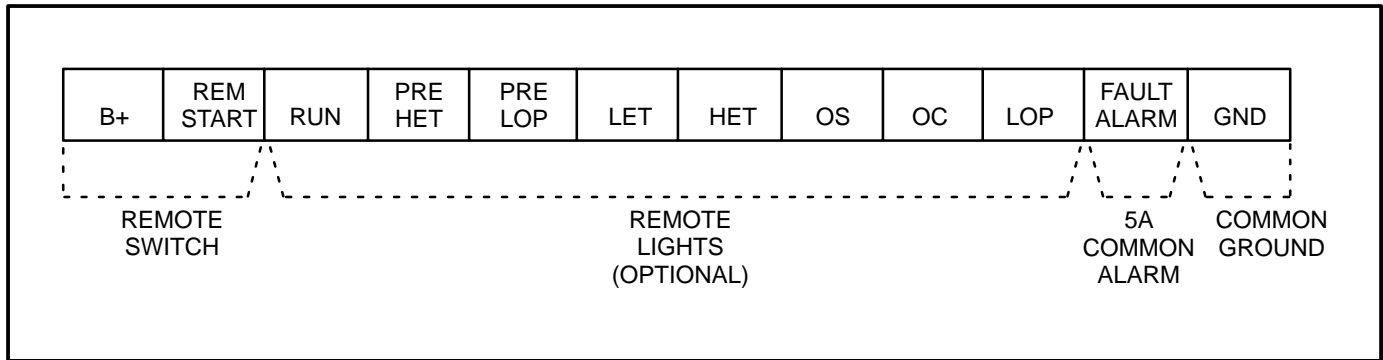 B+
REM
START
RUN
PRE
HET
PRE
LOP
LET
HET
OS
OC
LOP
FAULT
ALARM
GND
REMOTE
SWITCH
REMOTE
LIGHTS
(OPTIONAL)
5A
COMMON
ALARM
COMMON
GROUND